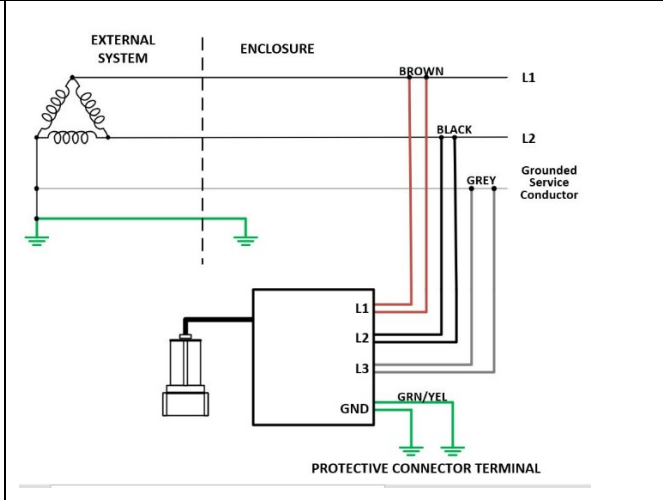 EXTERNAL
SYSTEM
ENCLOSURE
BROWN
L1
BLACK
L2
GREY
Grounded
Service
Conductor
L1
L2
L3
GRN/YEL
GND
PROTECTIVE CONNECTOR TERMINAL